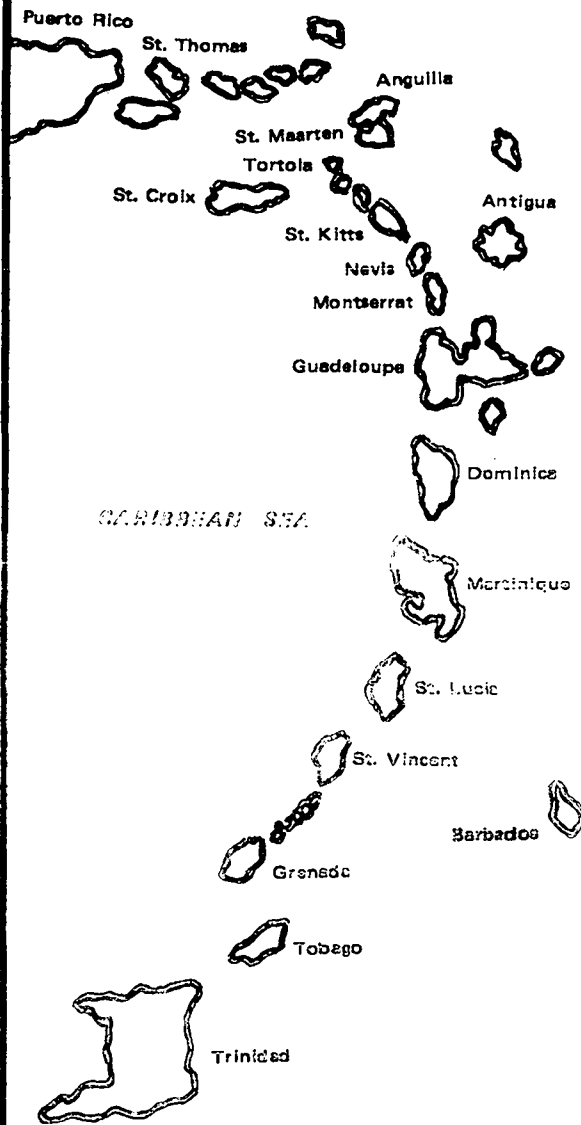 Puerto Rico
St. Thomas
Anguilla
St. Maarten
Tortola
St. Croix
Antigua
St. Kitts
Nevis
Montserrat
Guadeloupe
Dominica
CARIBBEAN SEA
Martinique
St. Lucia
St. Vincent
Barbados
Grenada
Tobago
Trinidad